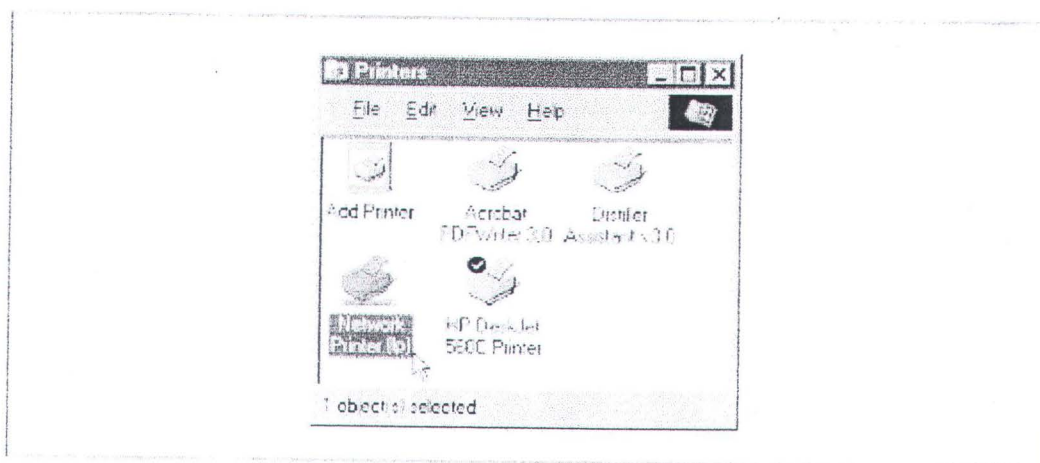 Printers
File Edit View Help
Add Printer
Acrobat
PDFWriter 3.0
Distiller
Assistant v3.0
Network
Printer [lp]
HP DeskJet
560C Printer
1 object(s) selected